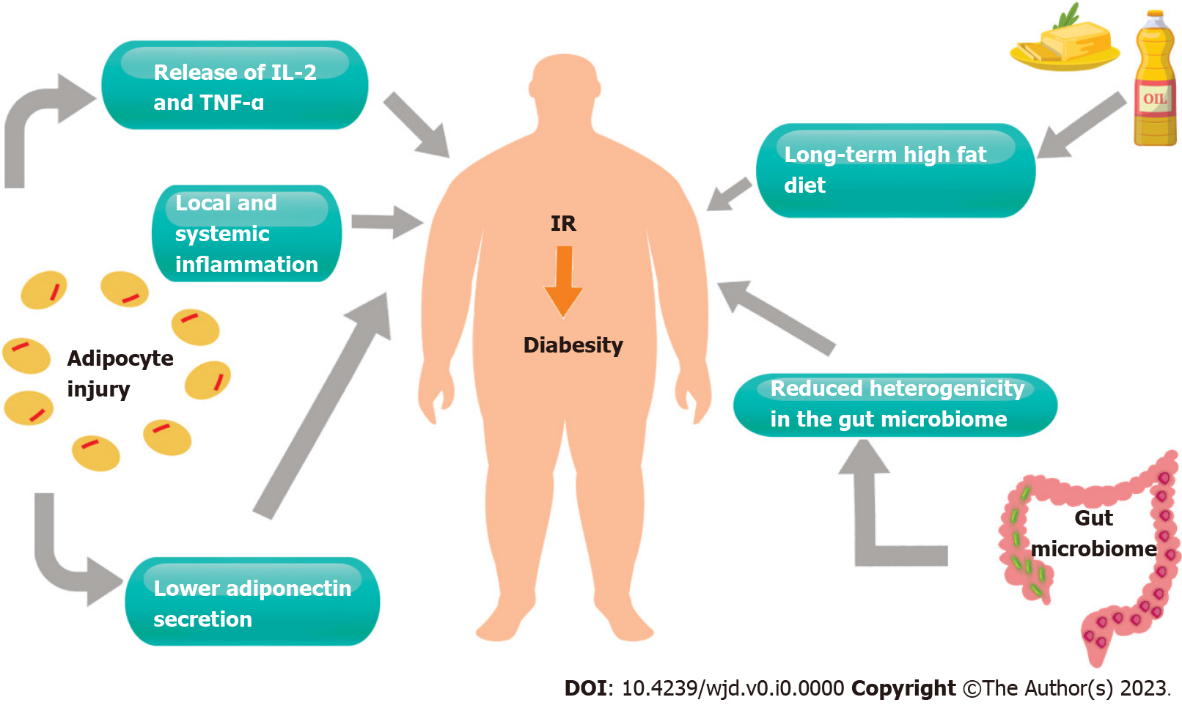 Release of IL-2
and TNF-α
Local and
systemic
inflammation
Adipocyte
injury
Lower adiponectin
secretion
IR
Diabesity
OIL
Long-term high fat
diet
Reduced heterogenicity
in the gut microbiome
Gut
microbiome
DOI: 10.4239/wjd.v0.i0.0000 Copyright ©The Author(s) 2023.